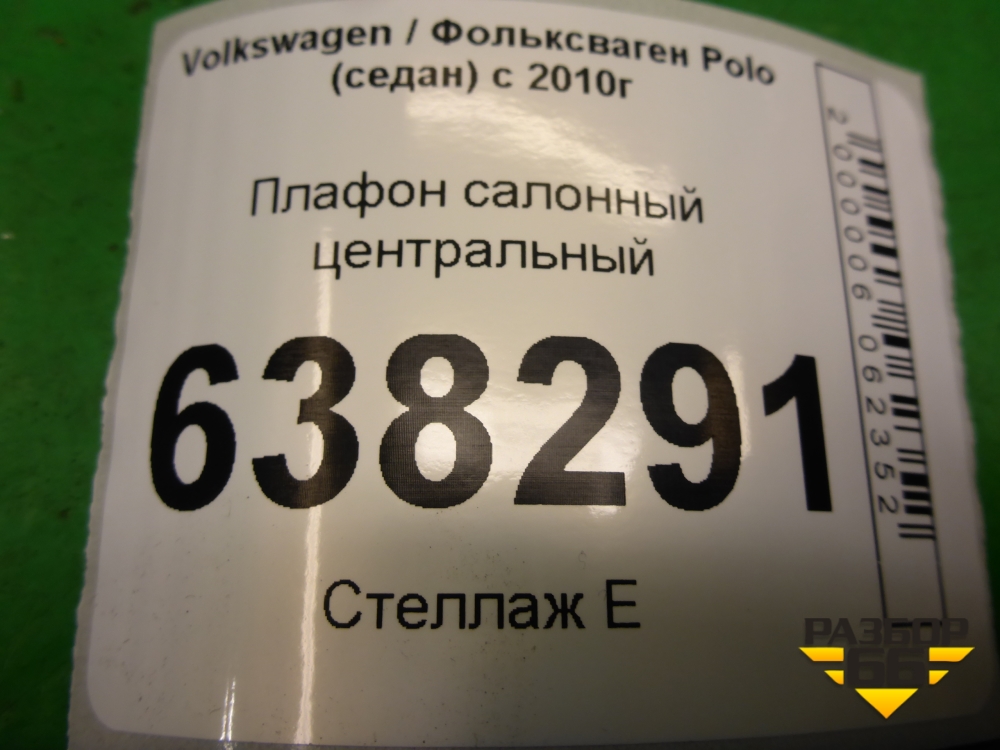 Volkswagen / Фольксваген Polo
(седан) с 2010г
Плафон салонный
центральный
638291
Стеллаж Е
2000006062352
РАЗБОР
66